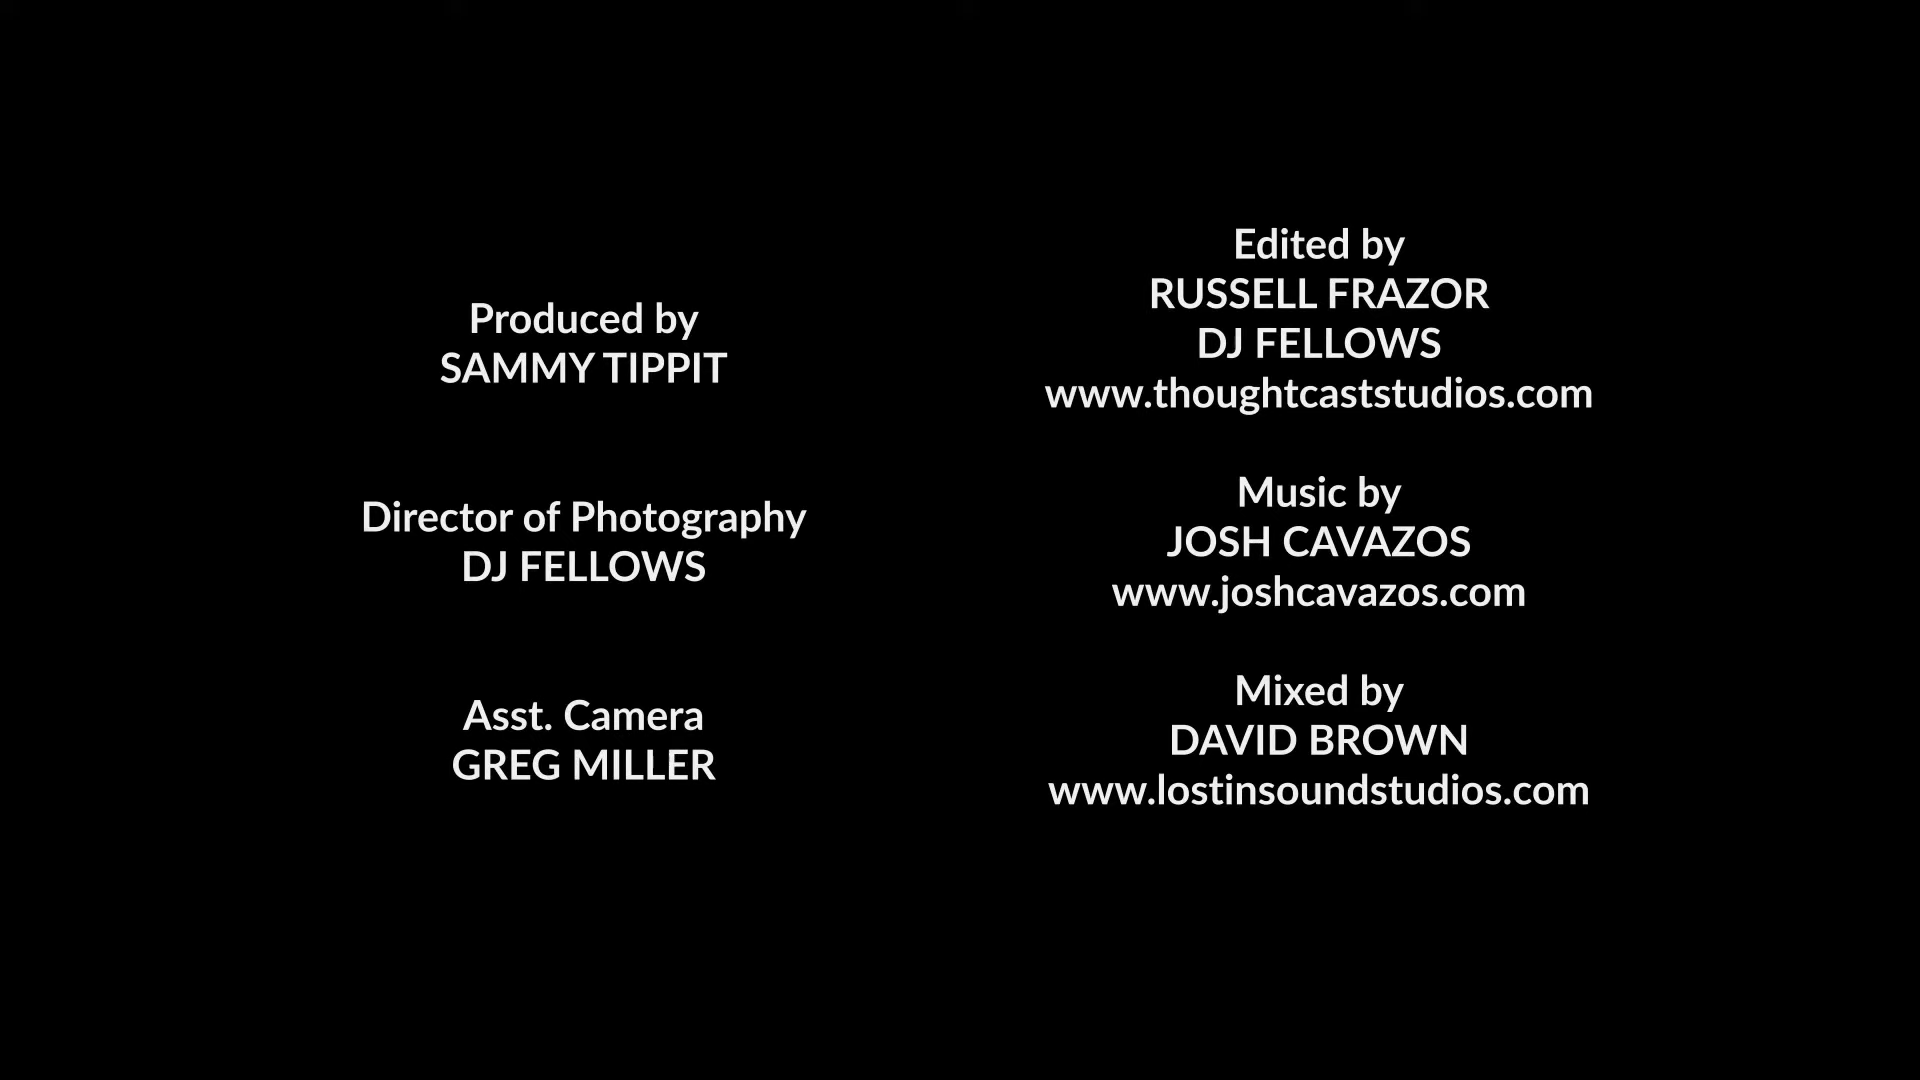 Produced by
SAMMY TIPPIT
Director of Photography
DJ FELLOWS
Asst. Camera
GREG MILLER
Edited by
RUSSELL FRAZOR
DJ FELLOWS
www.thoughtcaststudios.com
Music by
JOSH CAVAZOS
www.joshcavazos.com
Mixed by
DAVID BROWN
www.lostinsoundstudios.com